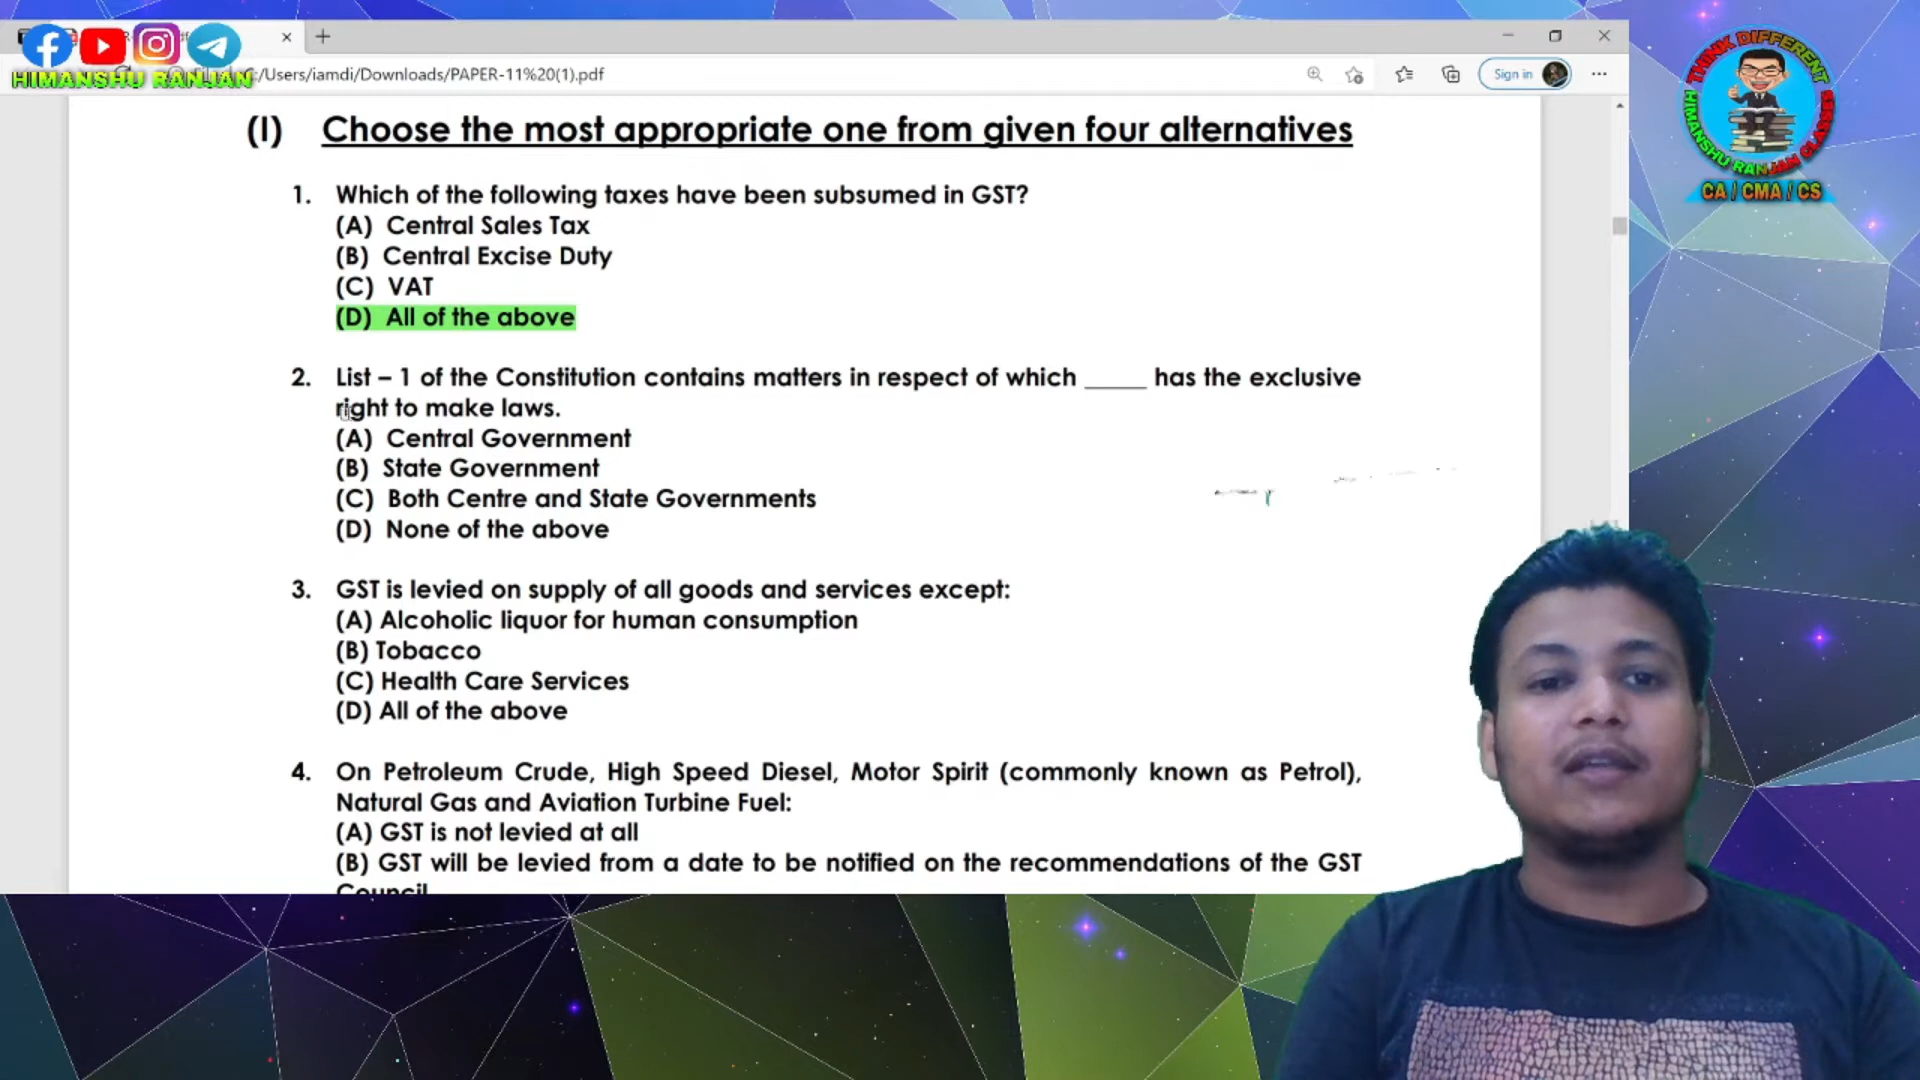 HIMANSHU RANJAN
C:/Users/iamdi/Downloads/PAPER-11%20(1).pdf
Sign in
THINK DIFFERENT
HIMANSHU RANJAN CLASSES
CA / CMA / CS
(I) Choose the most appropriate one from given four alternatives
1. Which of the following taxes have been subsumed in GST?
(A) Central Sales Tax
(B) Central Excise Duty
(C) VAT
(D) All of the above
2. List – 1 of the Constitution contains matters in respect of which _____ has the exclusive
right to make laws.
(A) Central Government
(B) State Government
(C) Both Centre and State Governments
(D) None of the above
3. GST is levied on supply of all goods and services except:
(A) Alcoholic liquor for human consumption
(B) Tobacco
(C) Health Care Services
(D) All of the above
4. On Petroleum Crude, High Speed Diesel, Motor Spirit (commonly known as Petrol),
Natural Gas and Aviation Turbine Fuel:
(A) GST is not levied at all
(B) GST will be levied from a date to be notified on the recommendations of the GST
Council